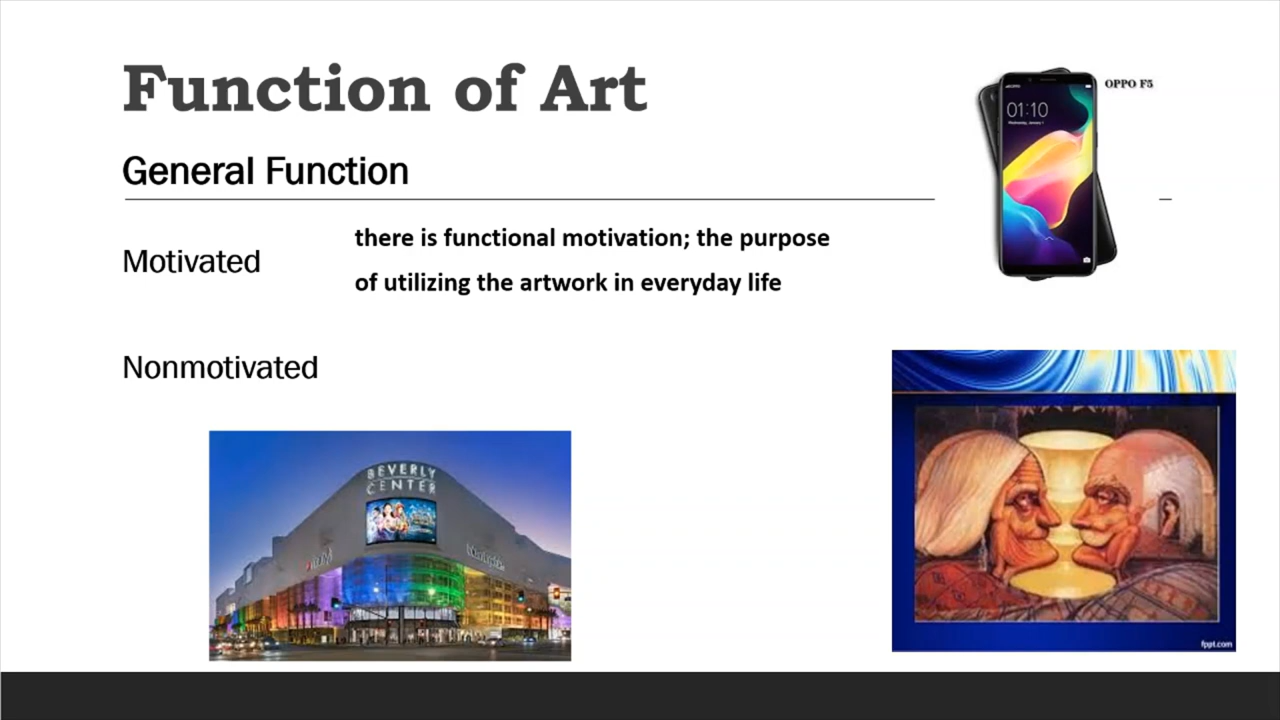 Function of Art
OPPO F5
01:10
General Function
Motivated
there is functional motivation; the purpose
of utilizing the artwork in everyday life
Nonmotivated
BEVERLY
CENTER
fppt.com